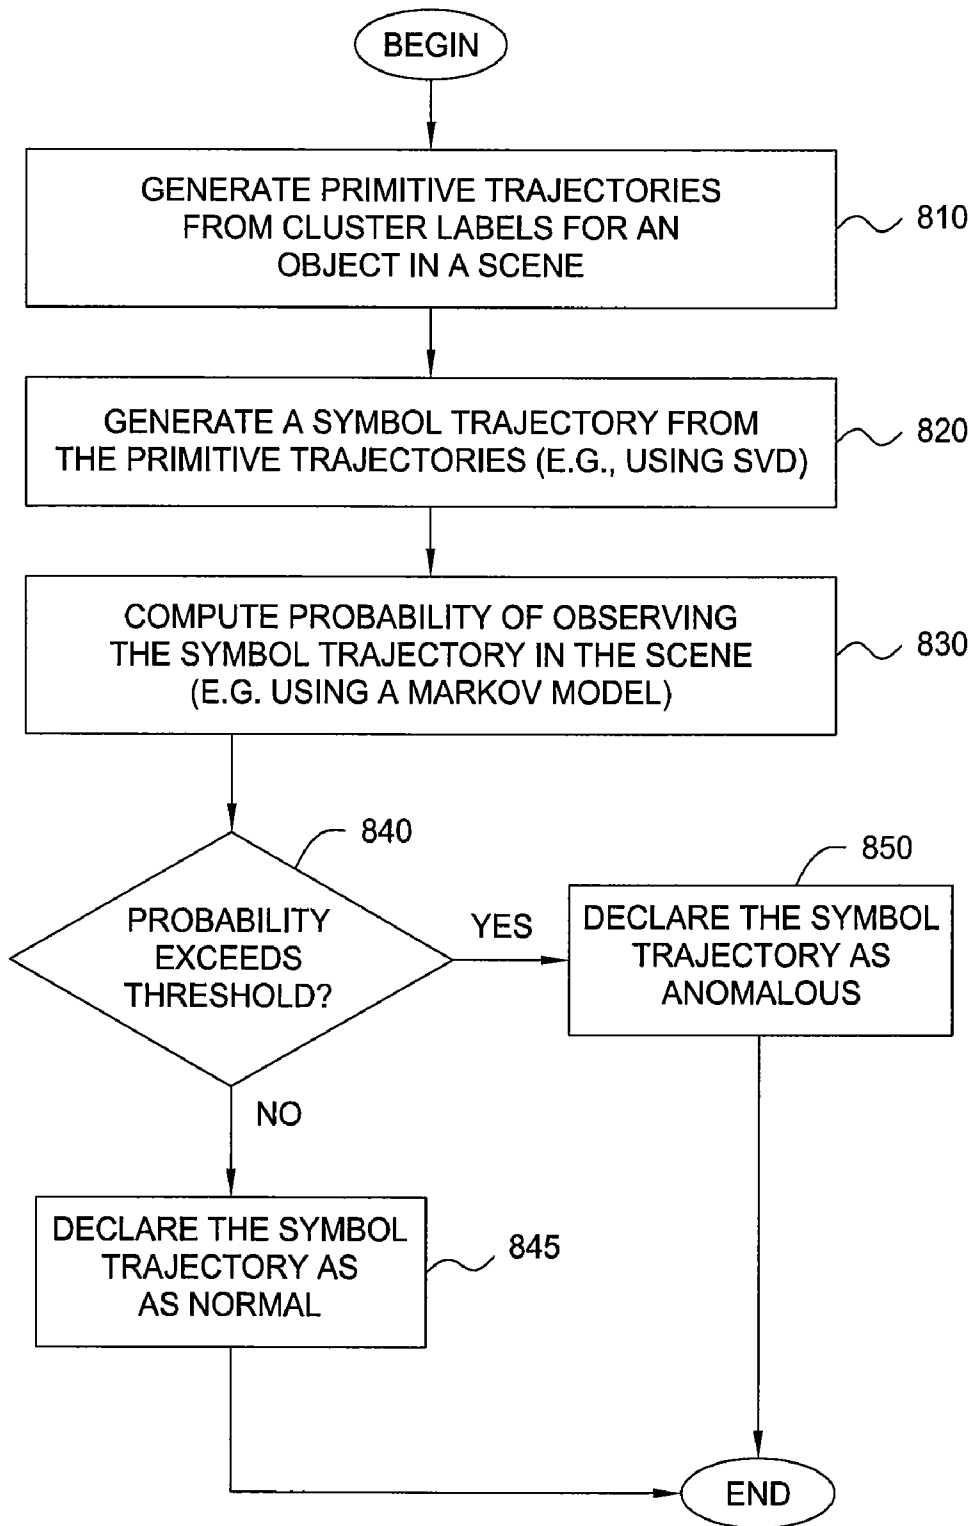 BEGIN
GENERATE PRIMITIVE TRAJECTORIES
FROM CLUSTER LABELS FOR AN
OBJECT IN A SCENE
810
GENERATE A SYMBOL TRAJECTORY FROM
THE PRIMITIVE TRAJECTORIES (E.G., USING SVD)
820
COMPUTE PROBABILITY OF OBSERVING
THE SYMBOL TRAJECTORY IN THE SCENE
(E.G. USING A MARKOV MODEL)
830
840
PROBABILITY
EXCEEDS
THRESHOLD?
YES
850
DECLARE THE SYMBOL
TRAJECTORY AS
ANOMALOUS
NO
DECLARE THE SYMBOL
TRAJECTORY AS
AS NORMAL
845
END